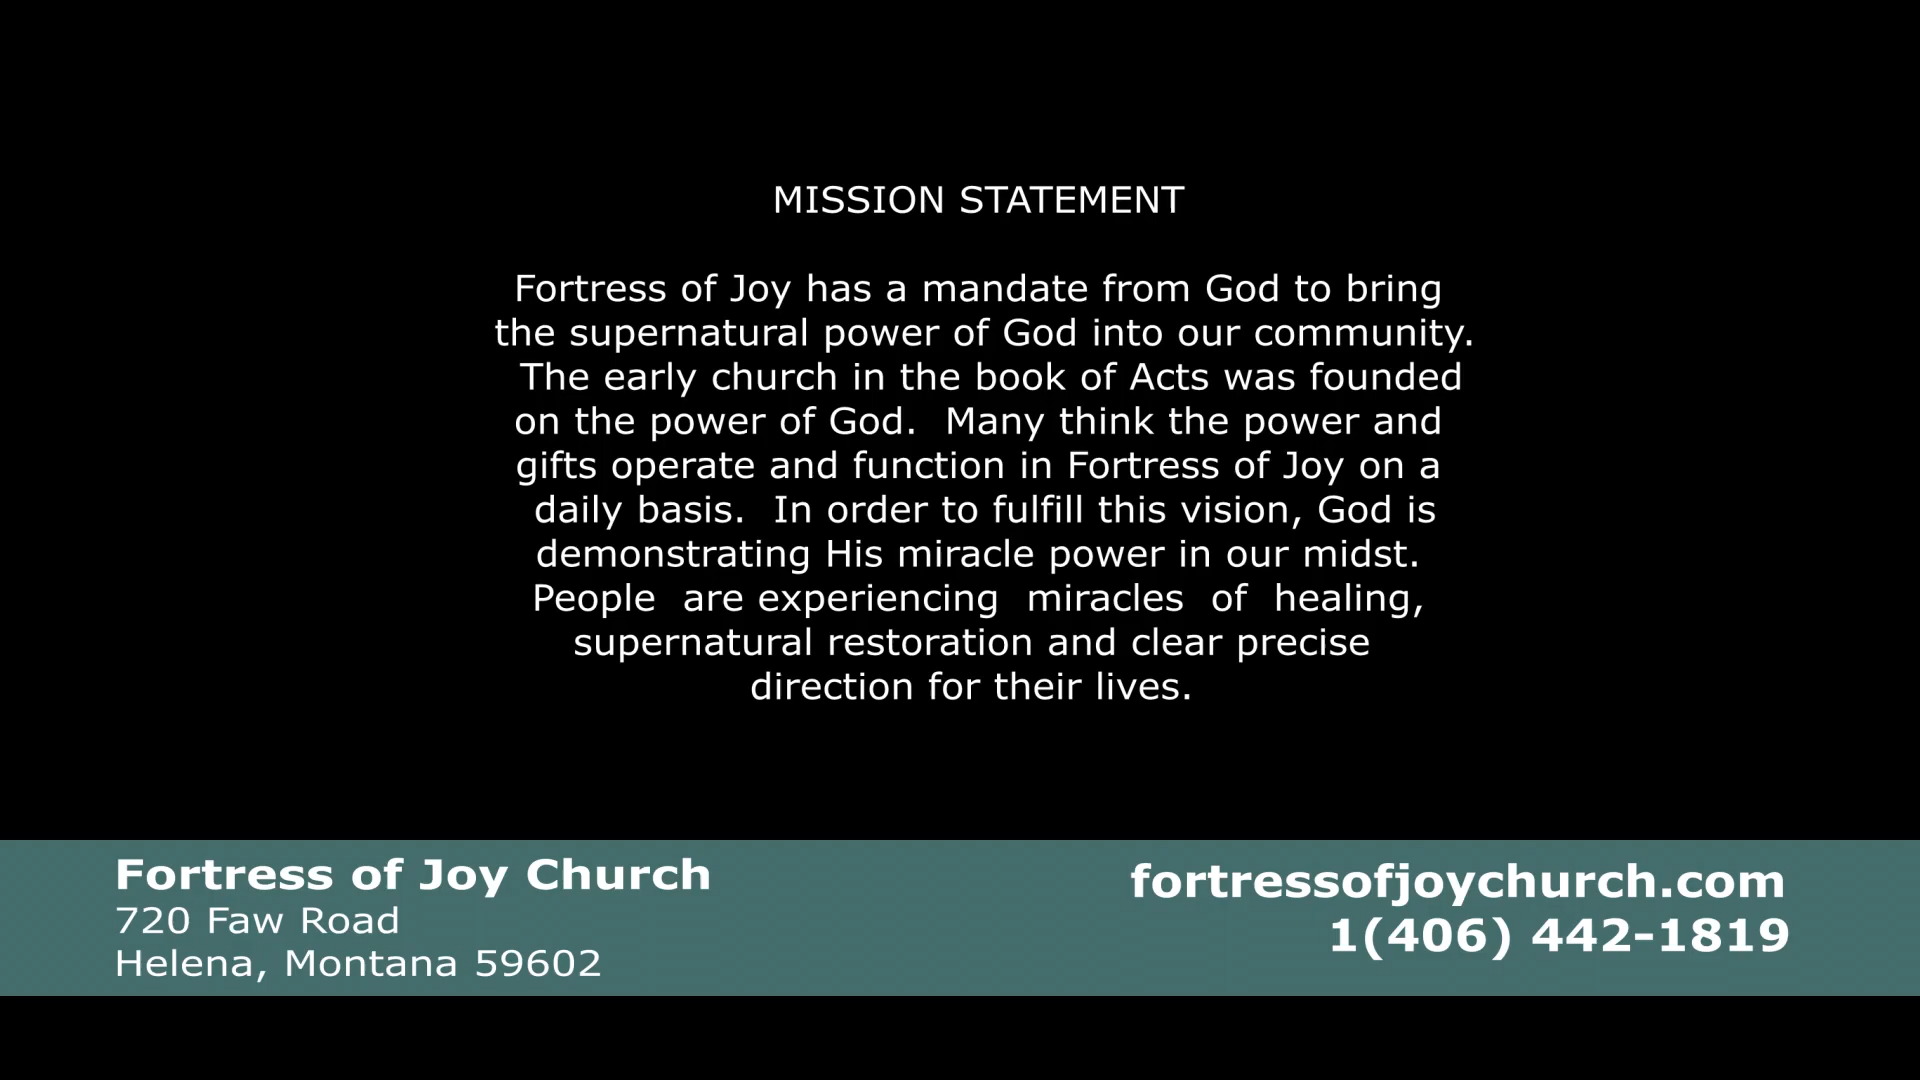 MISSION STATEMENT
Fortress of Joy has a mandate from God to bring
the supernatural power of God into our community.
The early church in the book of Acts was founded
on the power of God.  Many think the power and
gifts operate and function in Fortress of Joy on a
daily basis.  In order to fulfill this vision, God is
demonstrating His miracle power in our midst.
People  are experiencing  miracles  of  healing,
supernatural restoration and clear precise
direction for their lives.
Fortress of Joy Church
720 Faw Road
Helena, Montana 59602
fortressofjoychurch.com
1(406) 442-1819